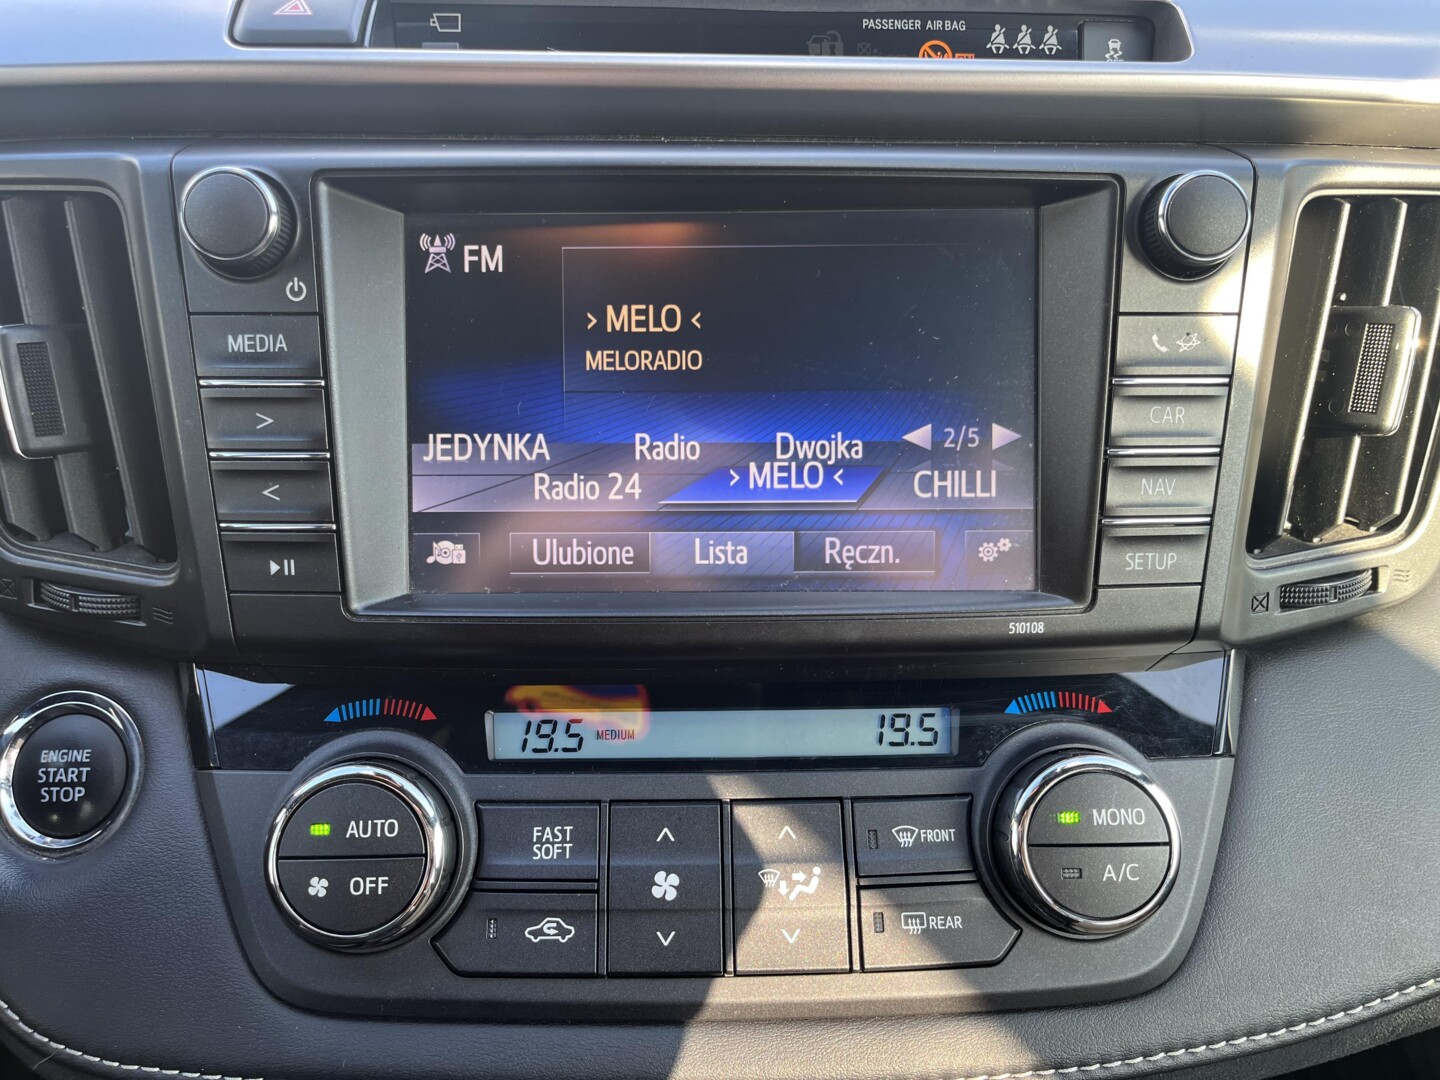 PASSENGER AIR BAG
FM
› MELO ‹
MELORADIO
JEDYNKA Radio Dwojka 2/5
Radio 24 › MELO ‹ CHILLI
Ulubione Lista Ręczn.
MEDIA
>
<
CAR
NAV
SETUP
510108
19.5 MEDIUM 19.5
ENGINE
START
STOP
AUTO
OFF
FAST
SOFT
FRONT
REAR
MONO
A/C